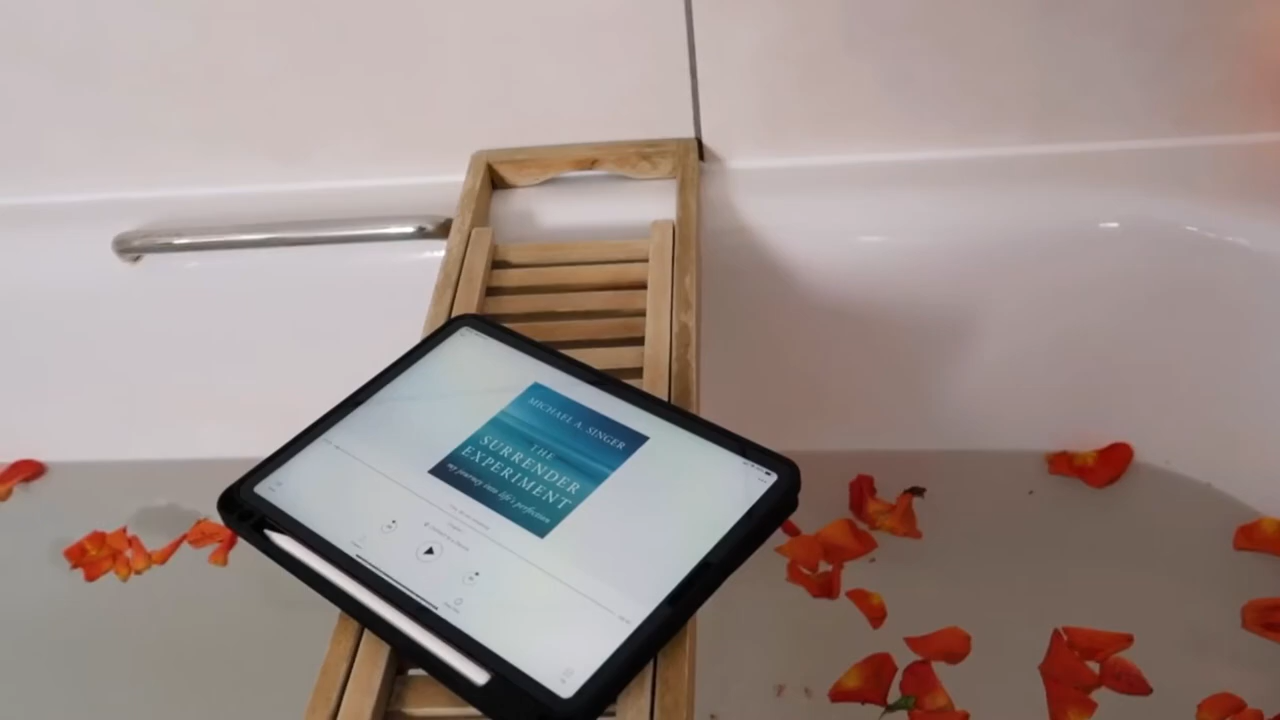 MICHAEL A. SINGER
THE
SURRENDER
EXPERIMENT
my journey into life's perfection